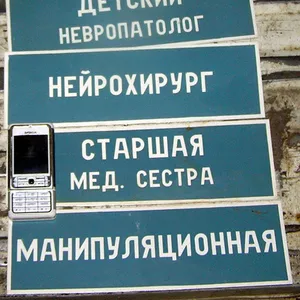 ДЕТСКИЙ
НЕВРОПАТОЛОГ
НЕЙРОХИРУРГ
СТАРШАЯ
МЕД. СЕСТРА
МАНИПУЛЯЦИОННАЯ